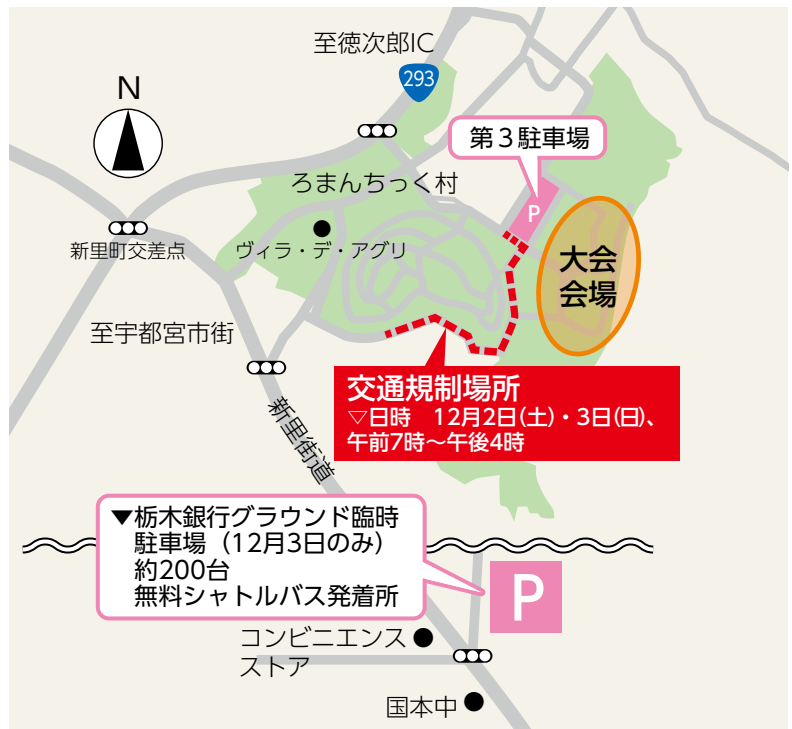 至徳次郎IC
293
N
第3駐車場
ろまんちっく村
P
新里町交差点
ヴィラ・デ・アグリ
大会
会場
至宇都宮市街
交通規制場所
▽日時　12月2日(土)・3日(日)、
午前7時〜午後4時
新里街道
▼栃木銀行グラウンド臨時
駐車場（12月3日のみ）
約200台
無料シャトルバス発着所
P
コンビニエンス
ストア
国本中